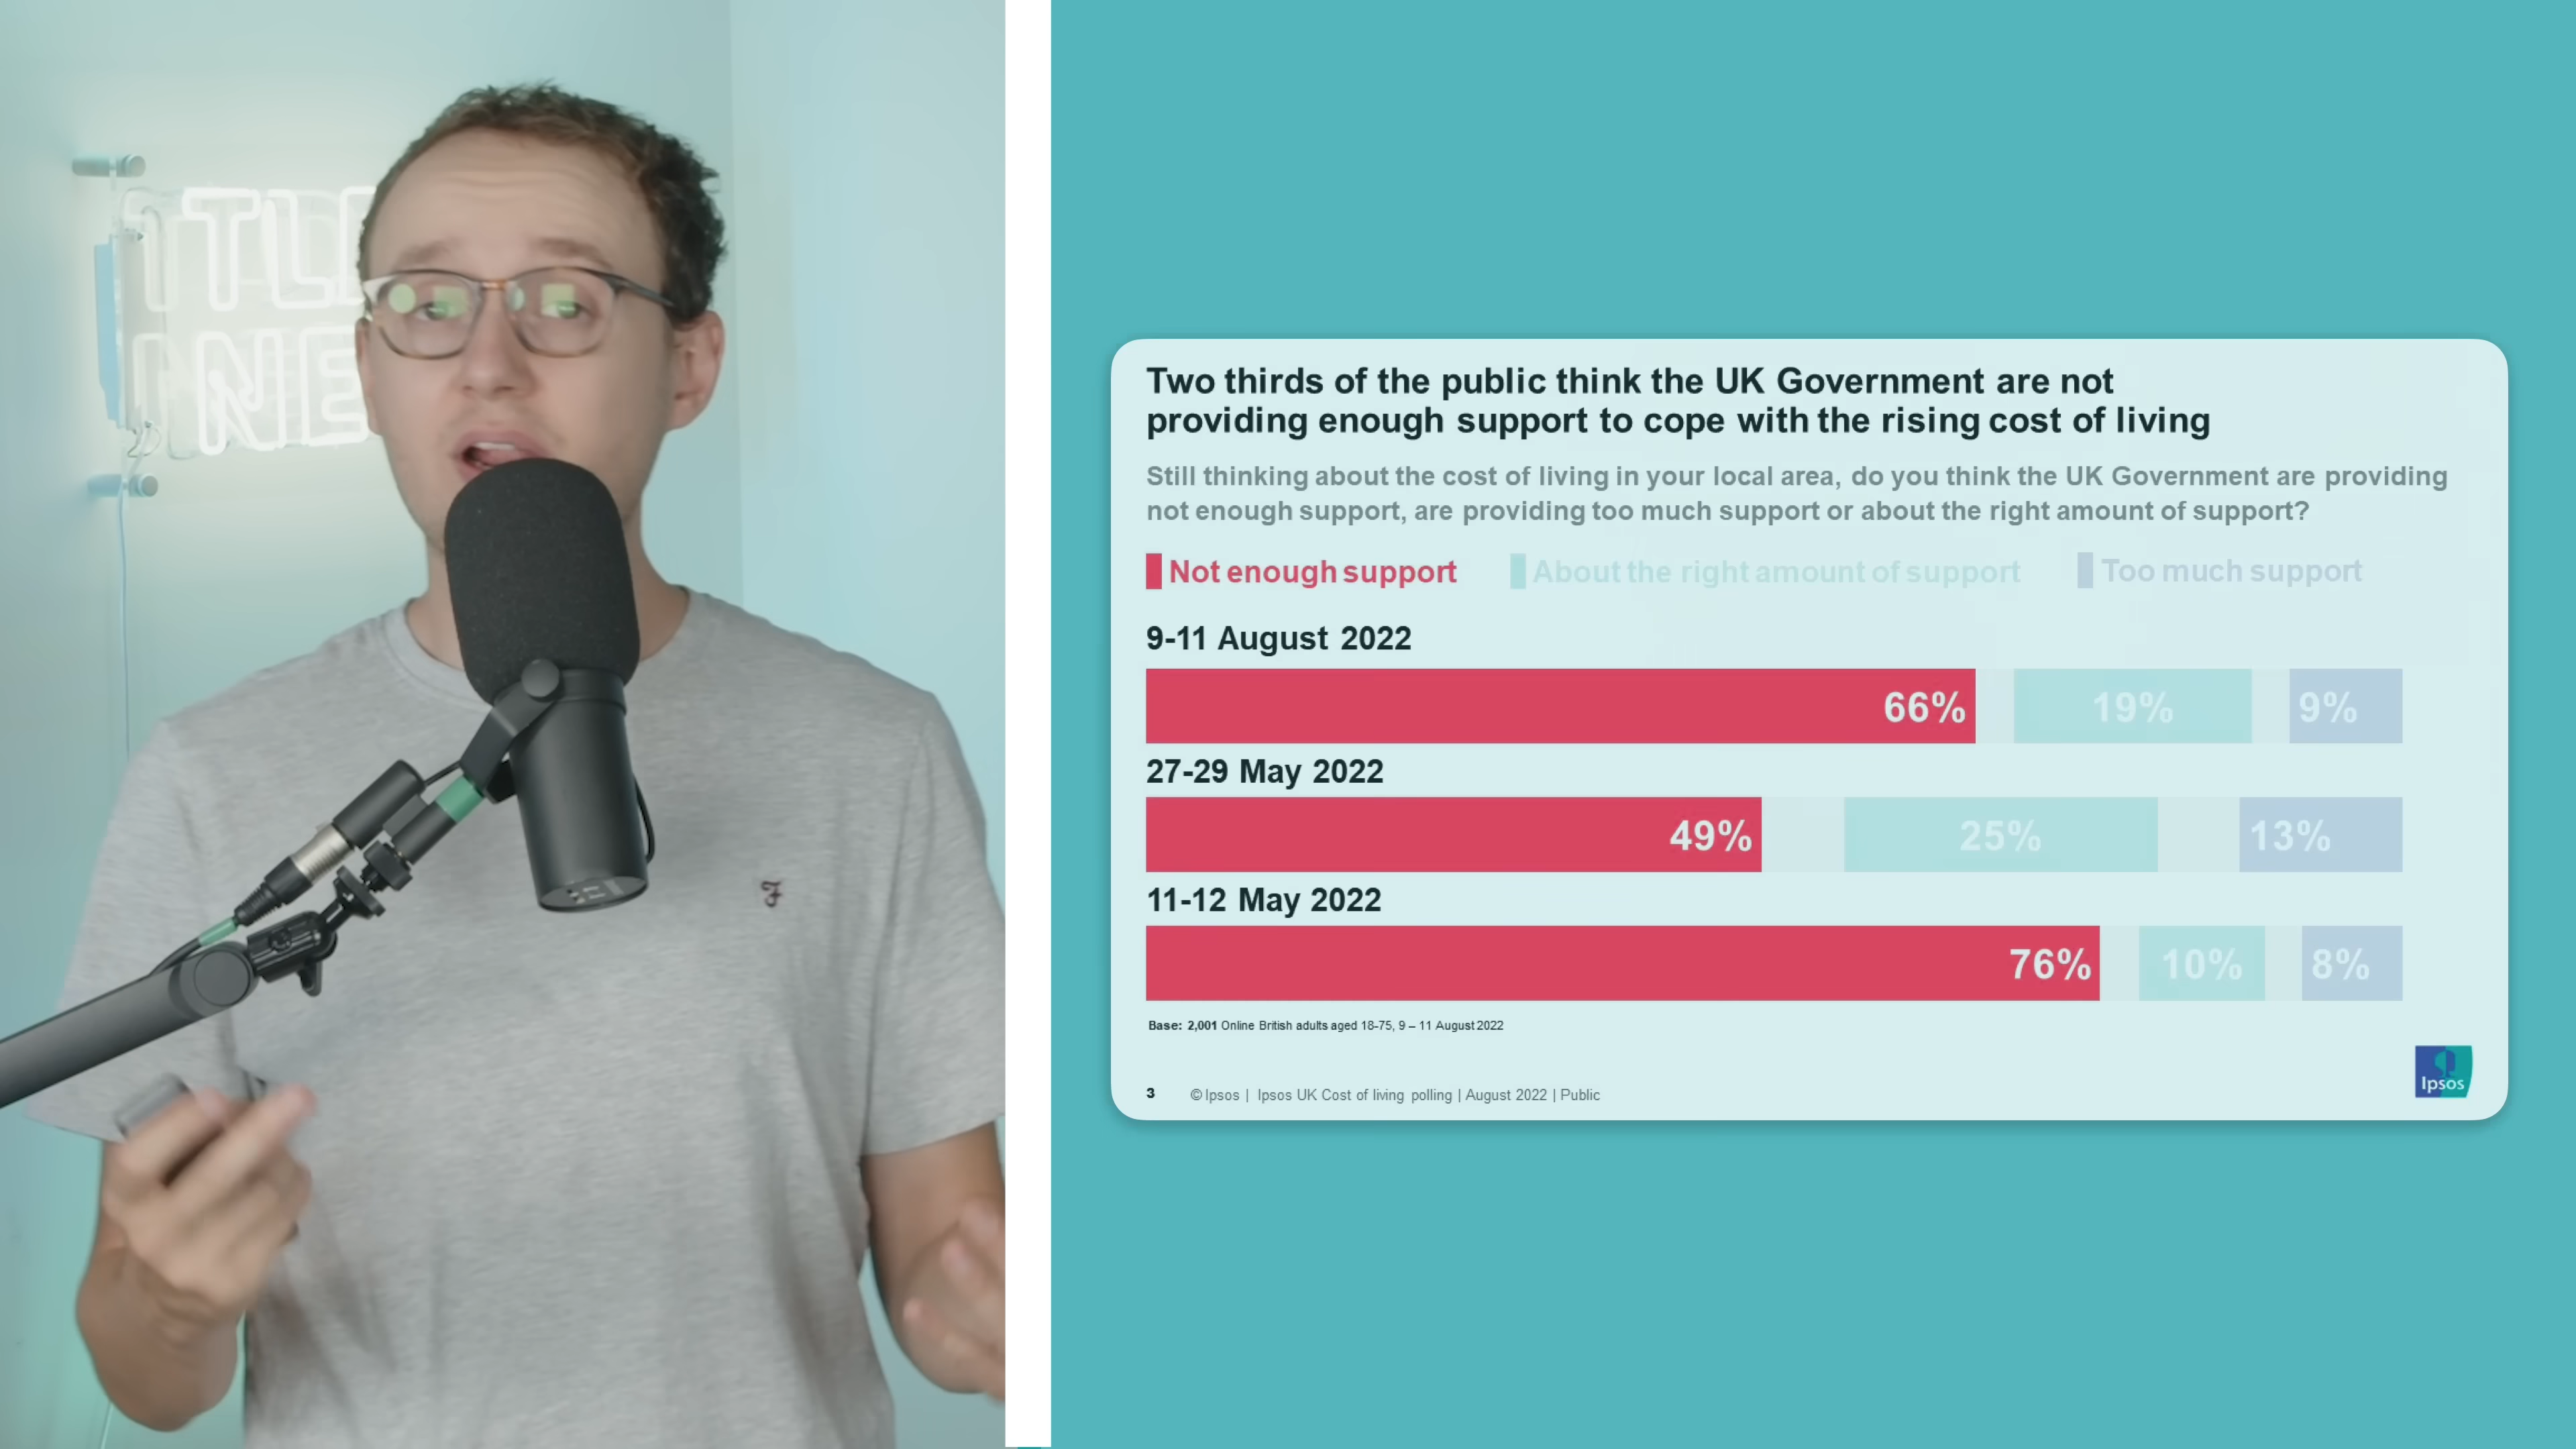 TL
NE
Two thirds of the public think the UK Government are not
providing enough support to cope with the rising cost of living
Still thinking about the cost of living in your local area, do you think the UK Government are providing
not enough support, are providing too much support or about the right amount of support?
Not enough support About the right amount of support Too much support
9-11 August 2022
66% 19% 9%
27-29 May 2022
49% 25% 13%
11-12 May 2022
76% 10% 8%
Base: 2,001 Online British adults aged 18-75, 9 – 11 August 2022
3 © Ipsos | Ipsos UK Cost of living polling | August 2022 | Public
Ipsos